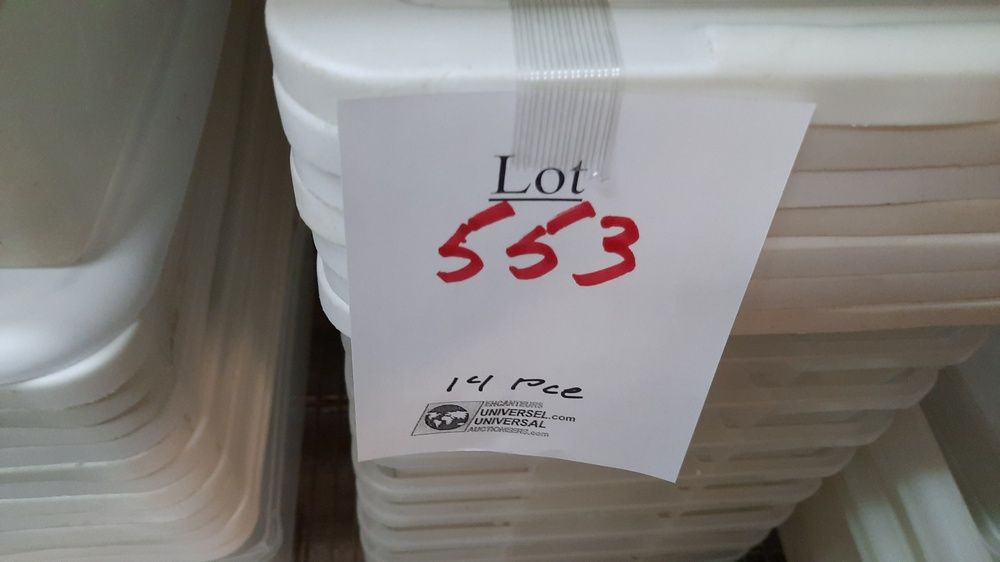 Lot
553
14 Pce
ENCANTEURS
UNIVERSEL.com
UNIVERSAL
AUCTIONEERS.com